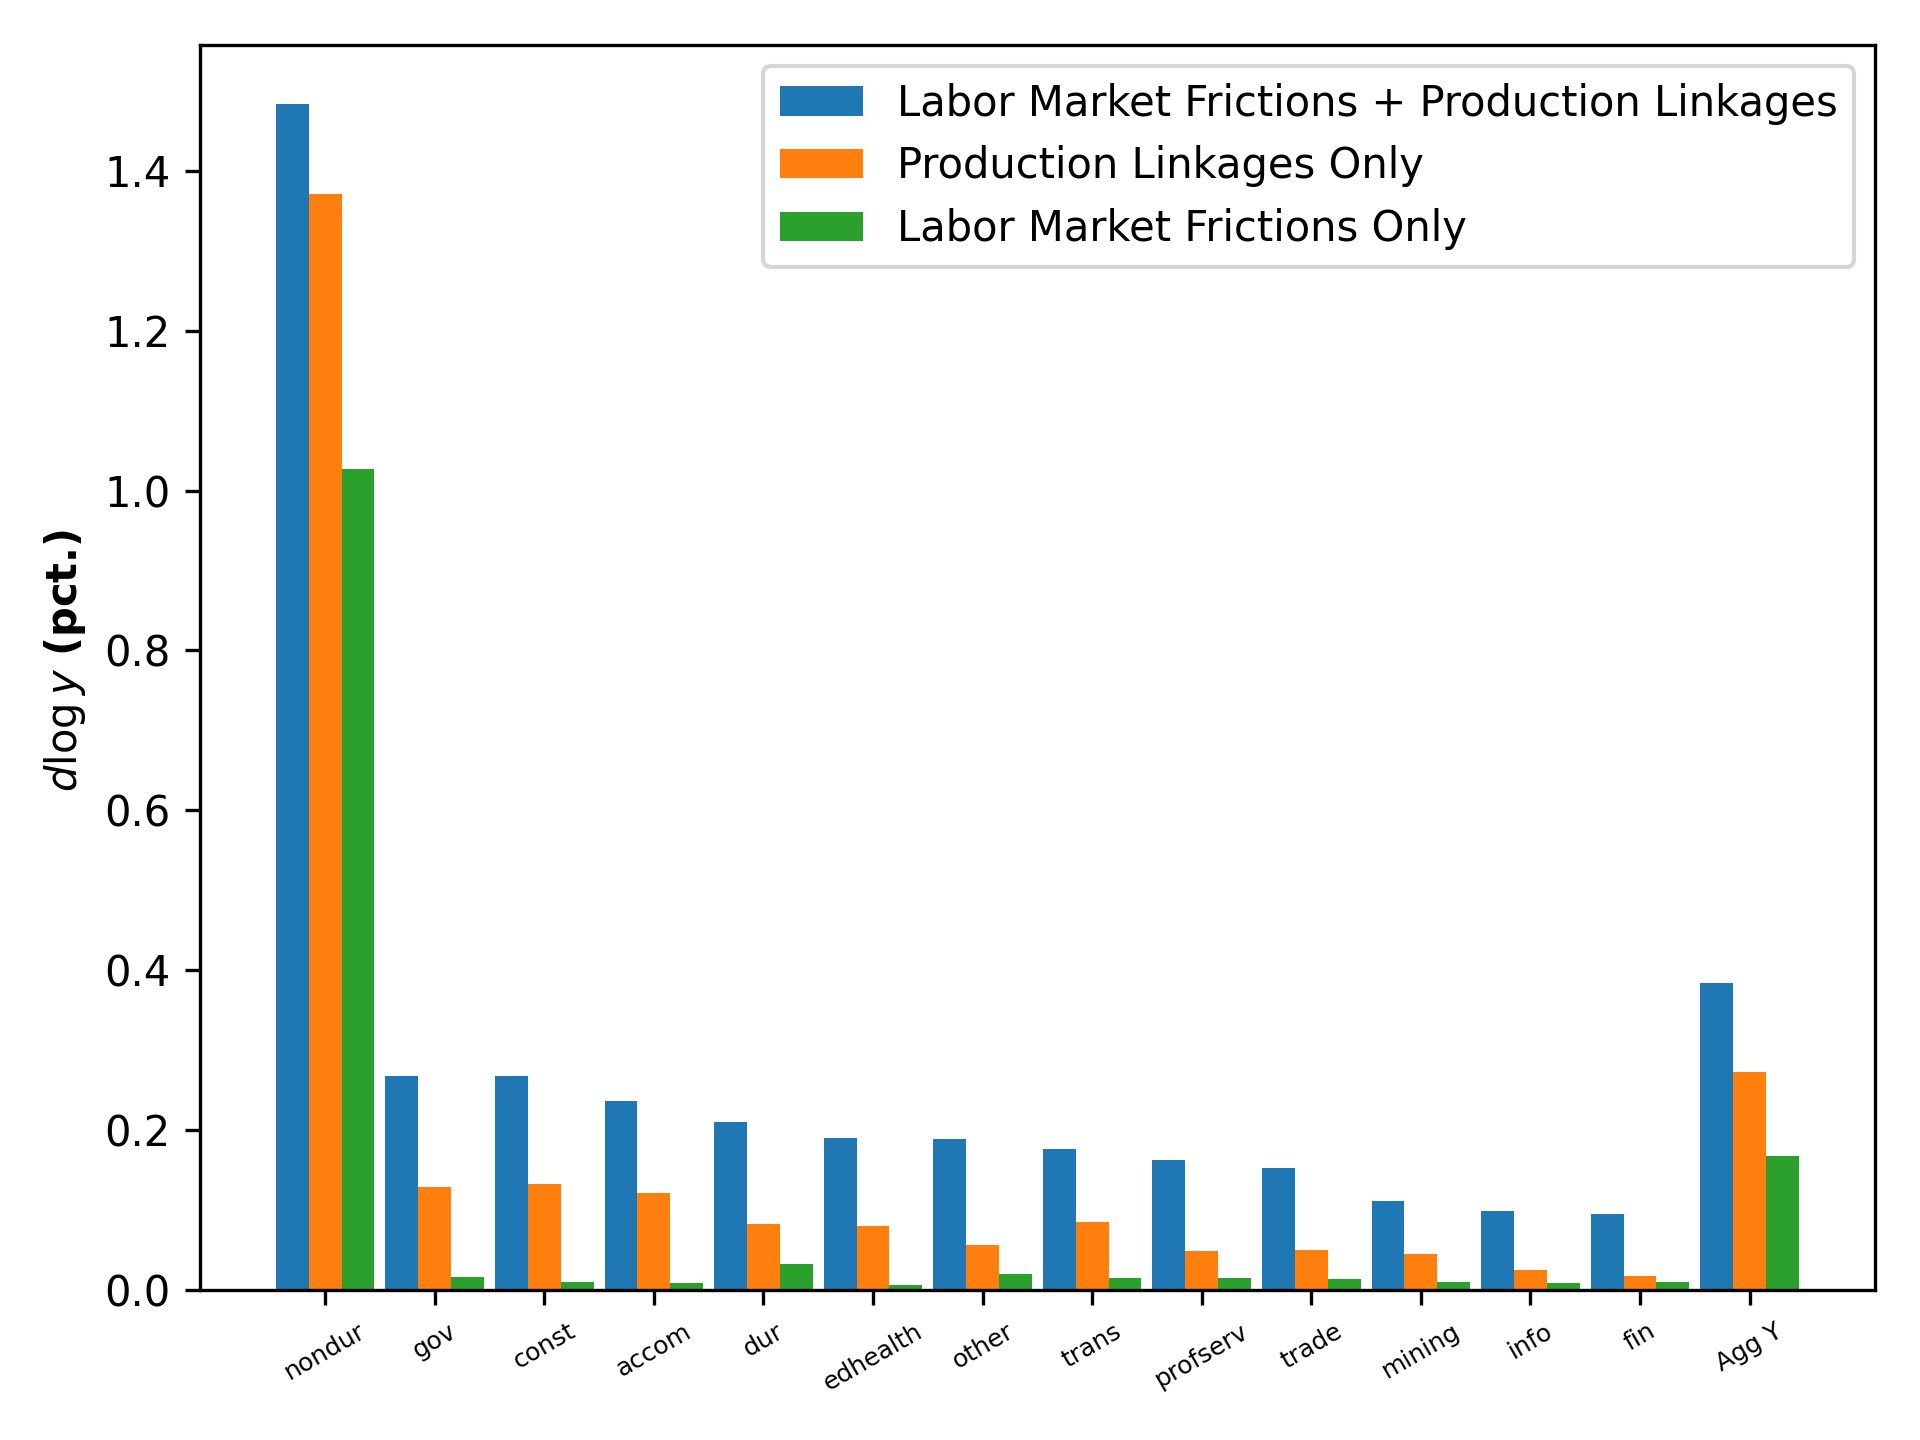 Labor Market Frictions + Production Linkages
Production Linkages Only
Labor Market Frictions Only
dlog y (pct.)
1.4
1.2
1.0
0.8
0.6
0.4
0.2
0.0
nondur gov const accom dur edhealth other trans profserv trade mining info fin Agg Y